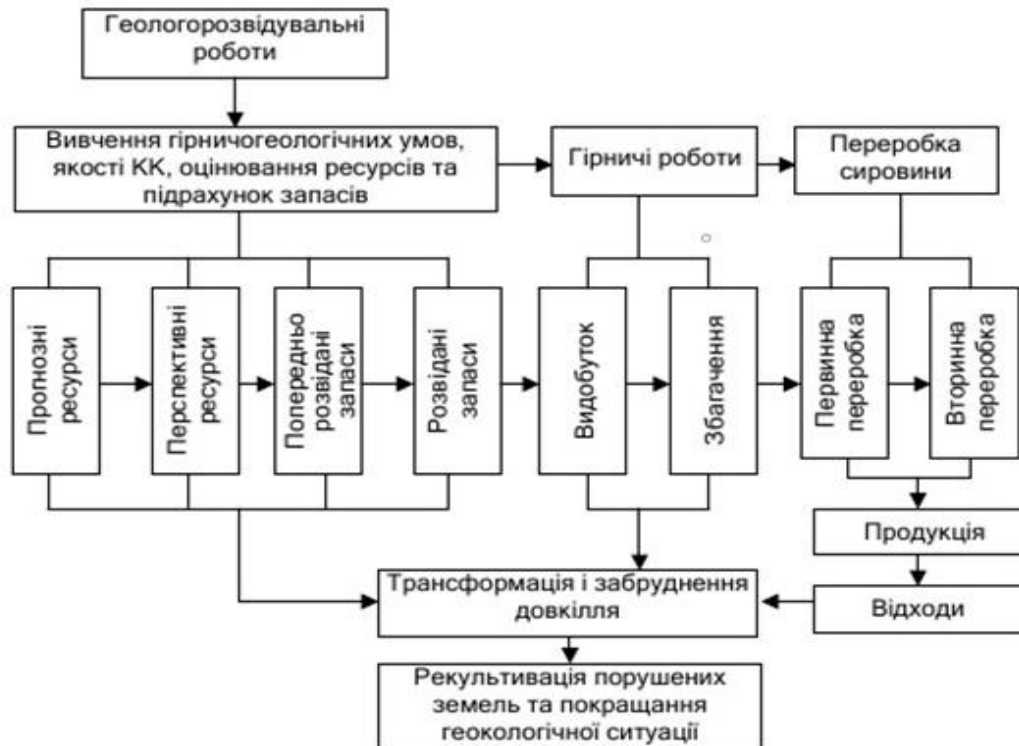 Геологорозвідувальні
роботи
Вивчення гірничогеологічних умов,
якості КК, оцінювання ресурсів та
підрахунок запасів
Гірничі роботи
Переробка
сировини
Прогнозні
ресурси
Перспективні
ресурси
Попередньо
розвідані
запаси
Розвідані
запаси
Видобуток
Збагачення
Первинна
переробка
Вторинна
переробка
Продукція
Трансформація і забруднення
довкілля
Відходи
Рекультивація порушених
земель та покращання
геокологічної ситуації